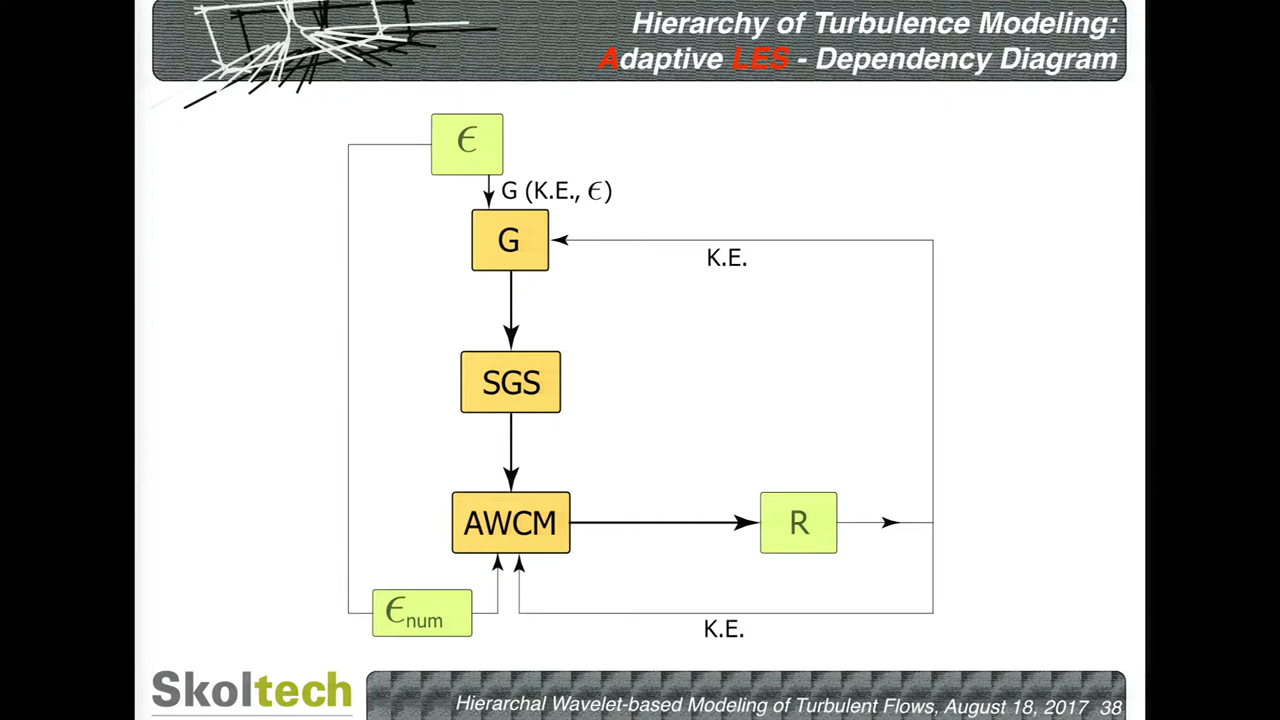 Hierarchy of Turbulence Modeling:
Adaptive LES - Dependency Diagram
ϵ
G (K.E., ϵ)
G
K.E.
SGS
AWCM
R
ϵnum
K.E.
Skoltech
Hierarchal Wavelet-based Modeling of Turbulent Flows, August 18, 2017 38